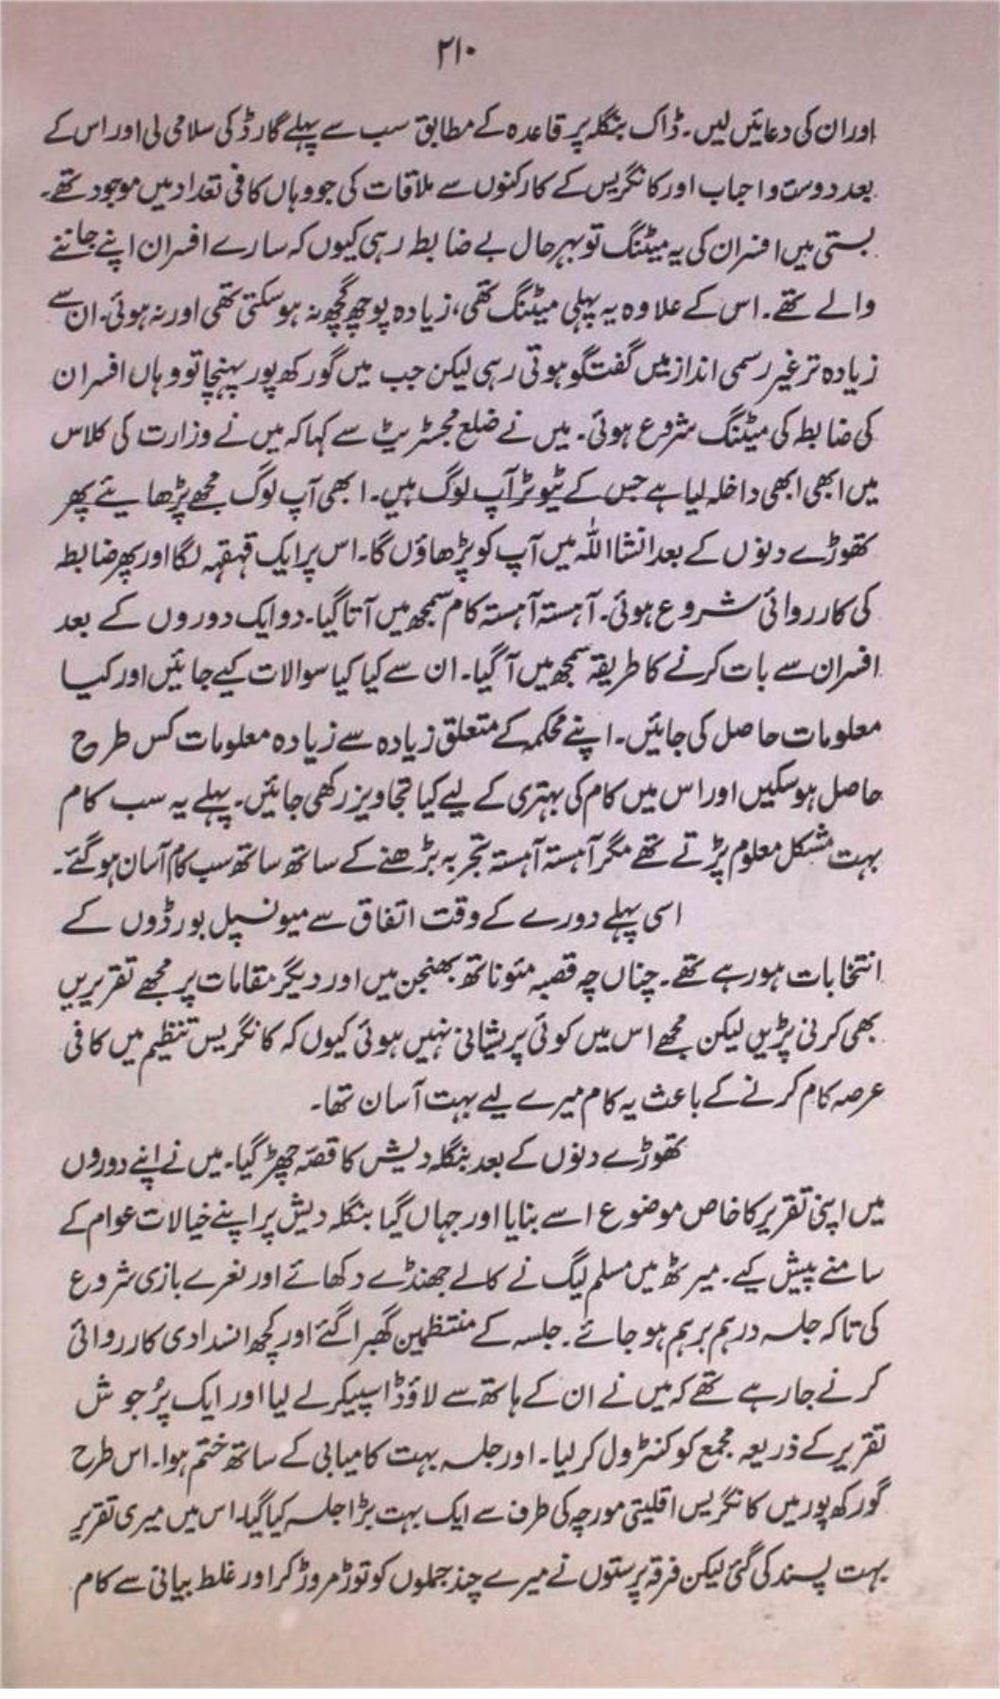 ۲۱۰
اور ان کی دعائیں لیں۔ ڈاک بنگلہ پر قاعدہ کے مطابق سب سے پہلے گارڈ کی سلامی لی اور اس کے
بعد دوست و احباب اور کانگریس کے کارکنوں سے ملاقات کی جو وہاں کافی تعداد میں موجود تھے۔
بستی میں افسران کی یہ میٹنگ تو بہر حال بے ضابطہ رہی کیوں کہ سارے افسران اپنے جاننے
والے تھے۔ اس کے علاوہ یہ پہلی میٹنگ تھی، زیادہ پوچھ گچھ نہ ہو سکتی تھی اور نہ ہوئی۔ ان سے
زیادہ تر غیر رسمی انداز میں گفتگو ہوتی رہی لیکن جب میں گورکھ پور پہنچا تو وہاں افسران
کی ضابطہ کی میٹنگ شروع ہوئی۔ میں نے ضلع مجسٹریٹ سے کہا کہ میں نے وزارت کی کلاس
میں ابھی ابھی داخلہ لیا ہے جس کے ٹیوٹر آپ لوگ ہیں۔ ابھی آپ لوگ مجھے پڑھایئے پھر
تھوڑے دنوں کے بعد انشا اللہ میں آپ کو پڑھاؤں گا۔ اس پر ایک قہقہہ لگا اور پھر ضابطہ
کی کارروائی شروع ہوئی۔ آہستہ آہستہ کام سمجھ میں آتا گیا۔ دو ایک دوروں کے بعد
افسران سے بات کرنے کا طریقہ سمجھ میں آ گیا۔ ان سے کیا کیا سوالات کیے جائیں اور کیا
معلومات حاصل کی جائیں۔ اپنے محکمہ کے متعلق زیادہ سے زیادہ معلومات کس طرح
حاصل ہو سکیں اور اس میں کام کی بہتری کے لیے کیا تجاویز رکھی جائیں۔ پہلے یہ سب کام
بہت مشکل معلوم پڑتے تھے مگر آہستہ آہستہ تجربہ بڑھنے کے ساتھ ساتھ سب کام آسان ہو گئے۔
اسی پہلے دورے کے وقت اتفاق سے میونسپل بورڈوں کے
انتخابات ہو رہے تھے۔ چناں چہ قصبہ مئوناتھ بھنجن میں اور دیگر مقامات پر مجھے تقریریں
بھی کرنی پڑیں لیکن مجھے اس میں کوئی پریشانی نہیں ہوئی کیوں کہ کانگریس تنظیم میں کافی
عرصہ کام کرنے کے باعث یہ کام میرے لیے بہت آسان تھا۔
تھوڑے دنوں کے بعد بنگلہ دیش کا قصّہ چھڑ گیا۔ میں نے اپنے دوروں
میں اپنی تقریر کا خاص موضوع اسے بنایا اور جہاں گیا بنگلہ دیش پر اپنے خیالات عوام کے
سامنے پیش کیے۔ میرٹھ میں مسلم لیگ نے کالے جھنڈے دکھائے اور نعرے بازی شروع
کی تاکہ جلسہ درہم برہم ہو جائے۔ جلسہ کے منتظمین گھبرا گئے اور کچھ انسدادی کارروائی
کرنے جا رہے تھے کہ میں نے ان کے ہاتھ سے لاؤڈ اسپیکر لے لیا اور ایک پُر جوش
تقریر کے ذریعہ مجمع کو کنٹرول کر لیا۔ اور جلسہ بہت کامیابی کے ساتھ ختم ہوا۔ اس طرح
گورکھ پور میں کانگریس اقلیتی مورچہ کی طرف سے ایک بہت بڑا جلسہ کیا گیا۔ اس میں میری تقریر
بہت پسند کی گئی لیکن فرقہ پرستوں نے میرے چند جملوں کو توڑ مروڑ کر اور غلط بیانی سے کام